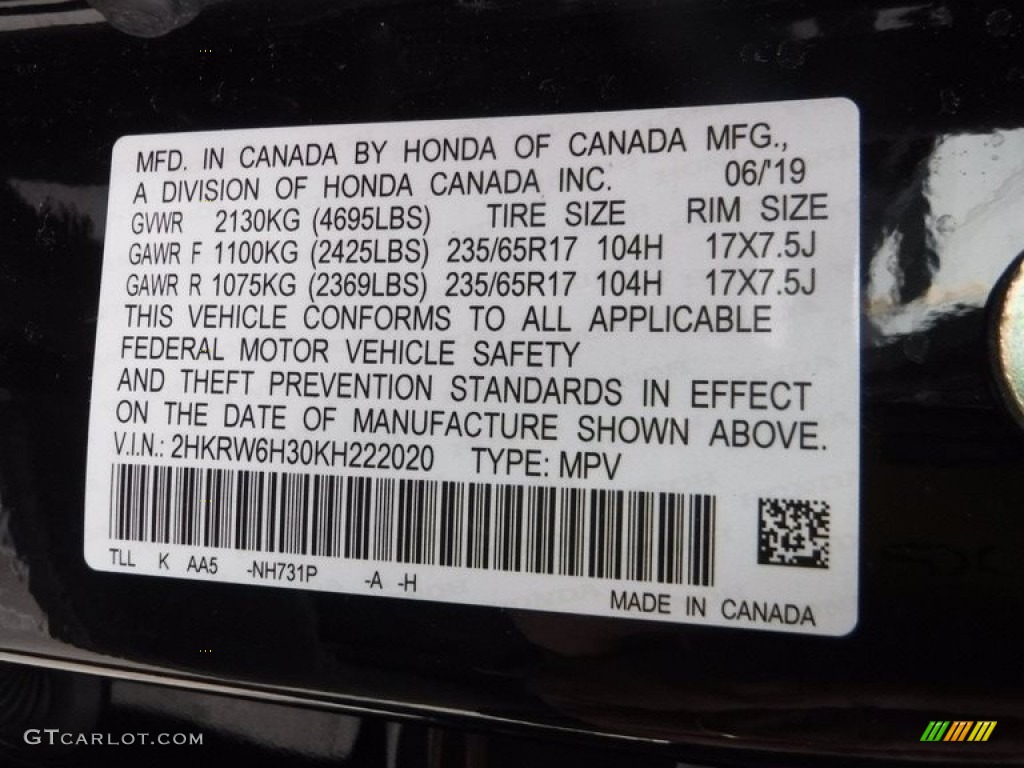 MFD. IN CANADA BY HONDA OF CANADA MFG.,
A DIVISION OF HONDA CANADA INC. 06/'19
GVWR 2130KG (4695LBS) TIRE SIZE RIM SIZE
GAWR F 1100KG (2425LBS) 235/65R17 104H 17X7.5J
GAWR R 1075KG (2369LBS) 235/65R17 104H 17X7.5J
THIS VEHICLE CONFORMS TO ALL APPLICABLE
FEDERAL MOTOR VEHICLE SAFETY
AND THEFT PREVENTION STANDARDS IN EFFECT
ON THE DATE OF MANUFACTURE SHOWN ABOVE.
V.I.N.: 2HKRW6H30KH222020 TYPE: MPV
TLL K AA5 -NH731P -A -H
MADE IN CANADA
GTCARLOT.COM